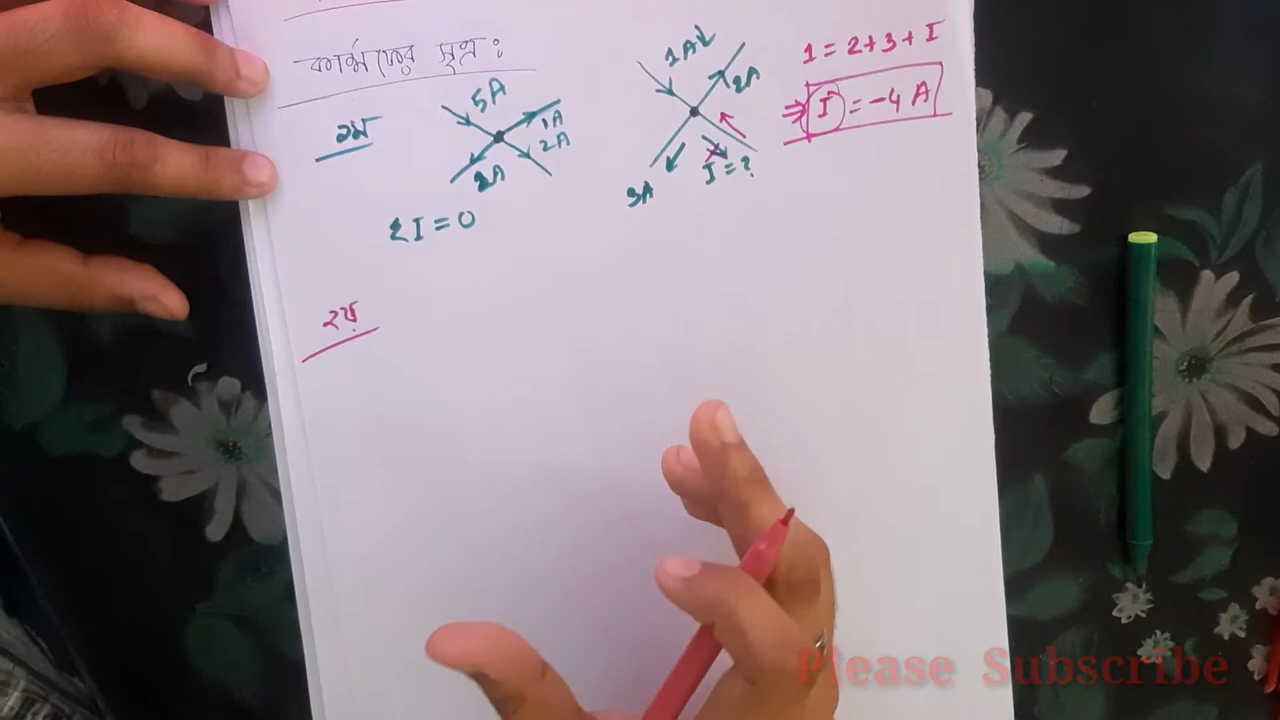 কার্শফের সূত্র :
১ম
5A
1A
2A
2A
ΣI = 0
1A
2A
3A
I = ?
1 = 2 + 3 + I
⇒ I = -4 A
২য়
Please Subscribe